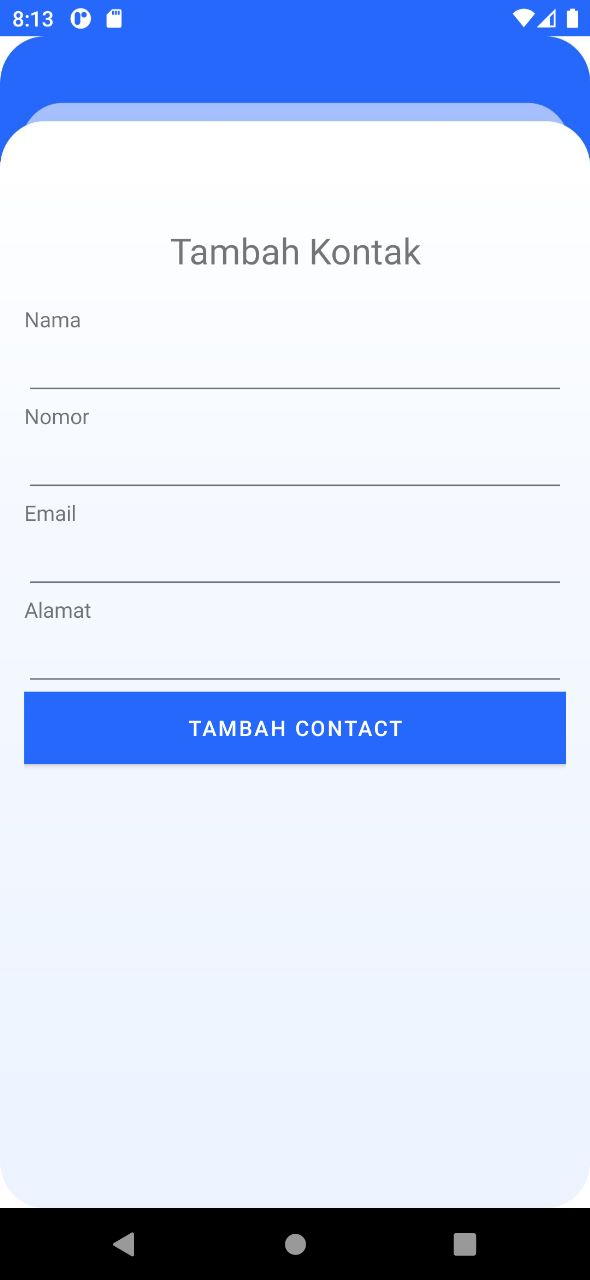 8:13
Tambah Kontak
Nama
Nomor
Email
Alamat
TAMBAH CONTACT